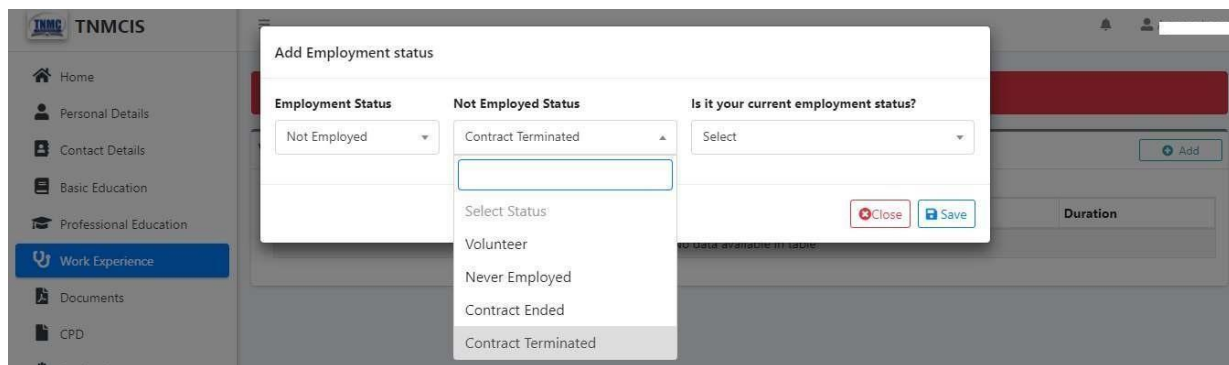 TNMC TNMCIS
Home
Personal Details
Contact Details
Basic Education
Professional Education
Work Experience
Documents
CPD
Add Employment status
Employment Status Not Employed Status Is it your current employment status?
Not Employed Contract Terminated Select
Select Status
Volunteer
Never Employed
Contract Ended
Contract Terminated
Close Save
Add
Duration
No data available in table